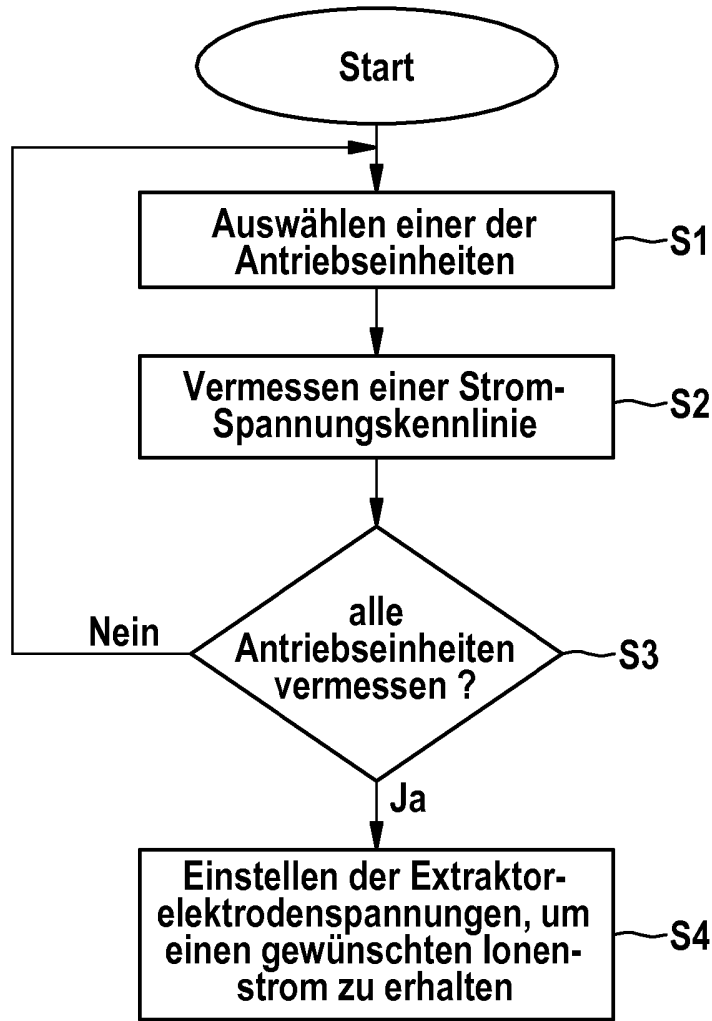 Start
Auswählen einer der
Antriebseinheiten
S1
Vermessen einer Strom-
Spannungskennlinie
S2
alle
Antriebseinheiten
vermessen ?
S3
Nein
Ja
Einstellen der Extraktor-
elektrodenspannungen, um
einen gewünschten Ionen-
strom zu erhalten
S4